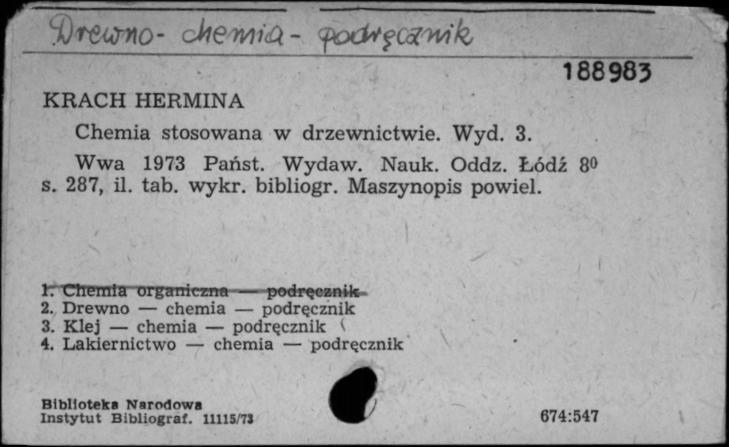 Drewno - chemia - podręcznik
188983
KRACH HERMINA
Chemia stosowana w drzewnictwie. Wyd. 3.
Wwa 1973 Państ. Wydaw. Nauk. Oddz. Łódź 8⁰
s. 287, il. tab. wykr. bibliogr. Maszynopis powiel.
1. Chemia organiczna — podręcznik
2. Drewno — chemia — podręcznik
3. Klej — chemia — podręcznik
4. Lakiernictwo — chemia — podręcznik
Biblioteka Narodowa
Instytut Bibliograf. 11115/73
674:547